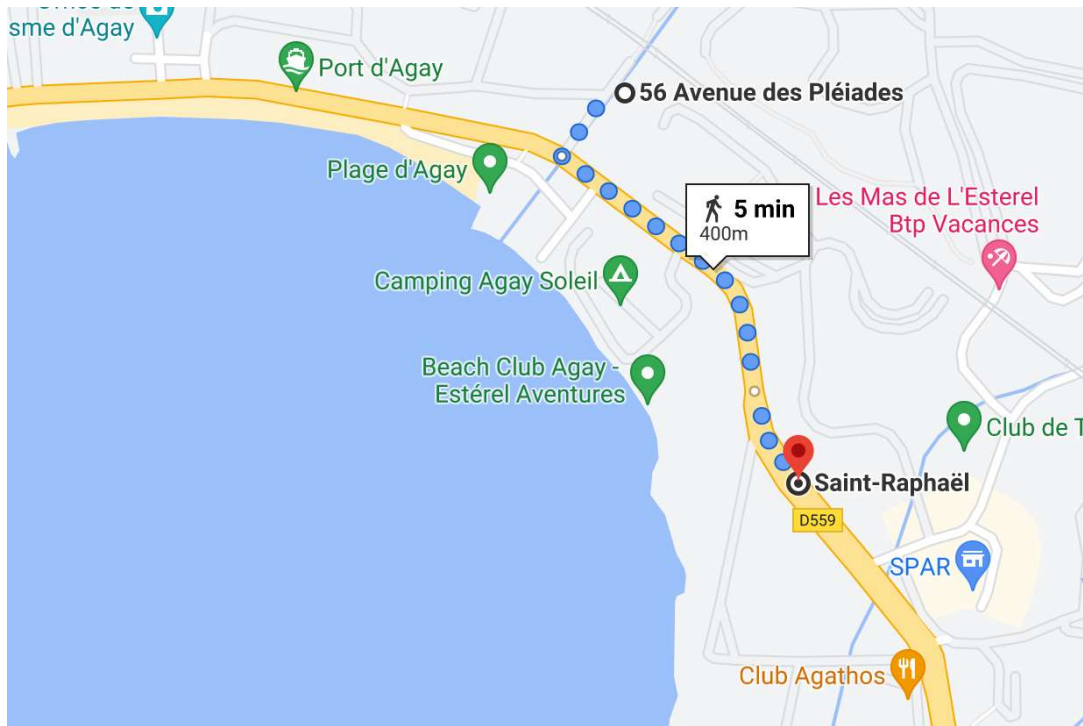 sme d'Agay
Port d'Agay
56 Avenue des Pléiades
Plage d'Agay
5 min
400m
Les Mas de L'Esterel
Btp Vacances
Camping Agay Soleil
Beach Club Agay -
Estérel Aventures
Club de T
Saint-Raphaël
D559
SPAR
Club Agathos